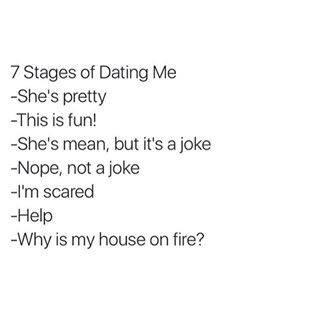 7 Stages of Dating Me
-She's pretty
-This is fun!
-She's mean, but it's a joke
-Nope, not a joke
-I'm scared
-Help
-Why is my house on fire?